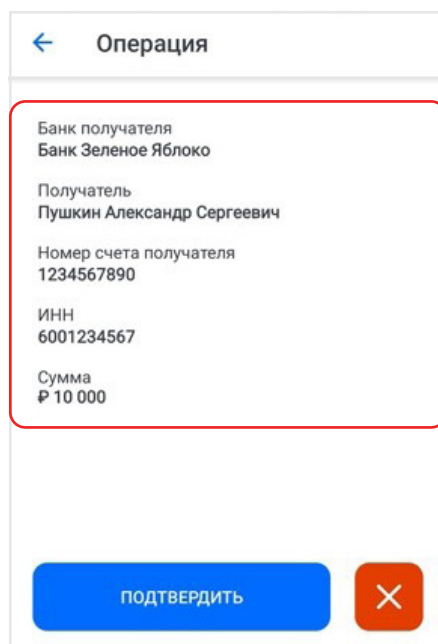 Операция
Банк получателя
Банк Зеленое Яблоко
Получатель
Пушкин Александр Сергеевич
Номер счета получателя
1234567890
ИНН
6001234567
Сумма
₽ 10 000
ПОДТВЕРДИТЬ